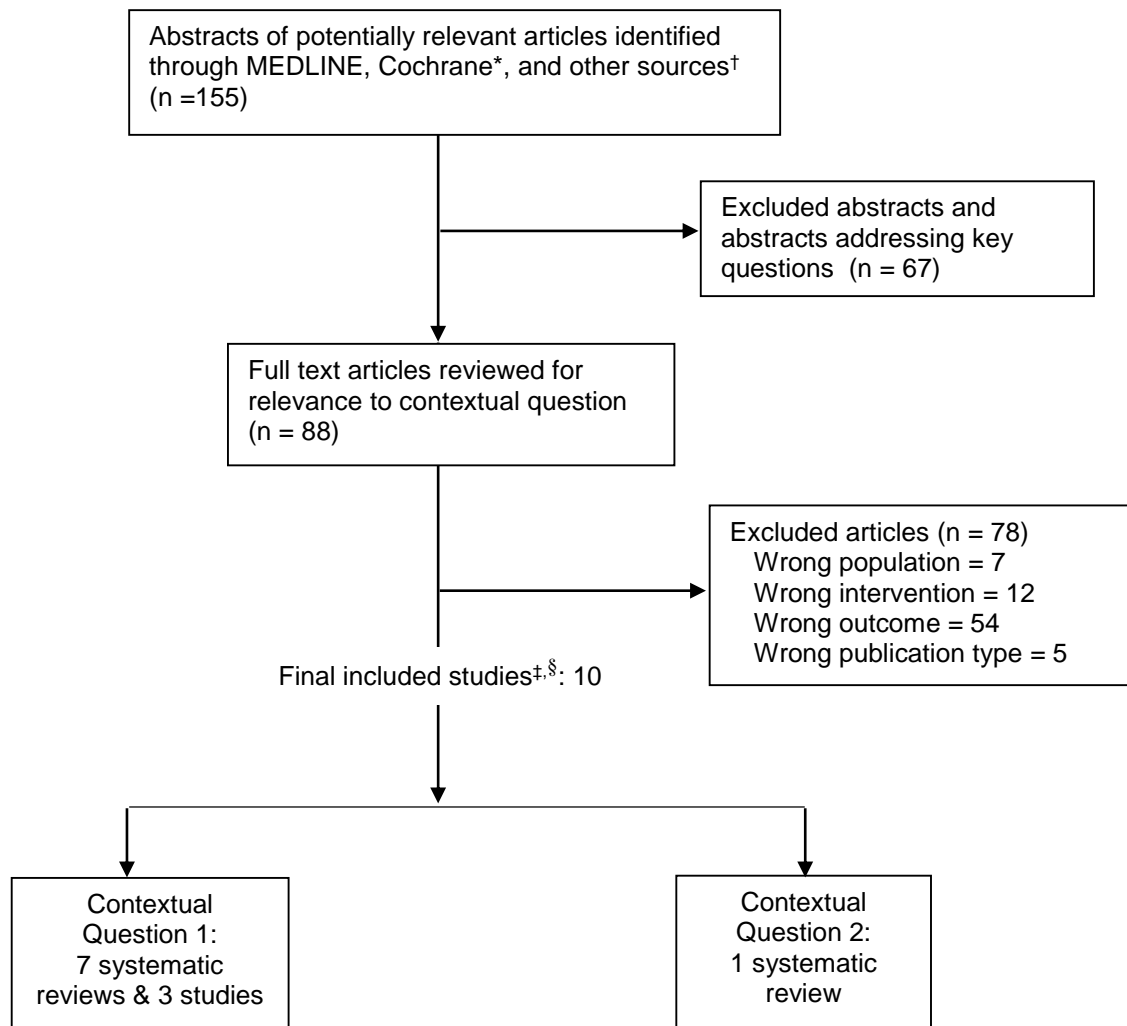 Abstracts of potentially relevant articles identified
through MEDLINE, Cochrane*, and other sources†
(n =155)
Excluded abstracts and
abstracts addressing key
questions  (n = 67)
Full text articles reviewed for
relevance to contextual question
(n = 88)
Excluded articles (n = 78)
Wrong population = 7
Wrong intervention = 12
Wrong outcome = 54
Wrong publication type = 5
Final included studies‡,§: 10
Contextual
Question 1:
7 systematic
reviews & 3 studies
Contextual
Question 2:
1 systematic
review